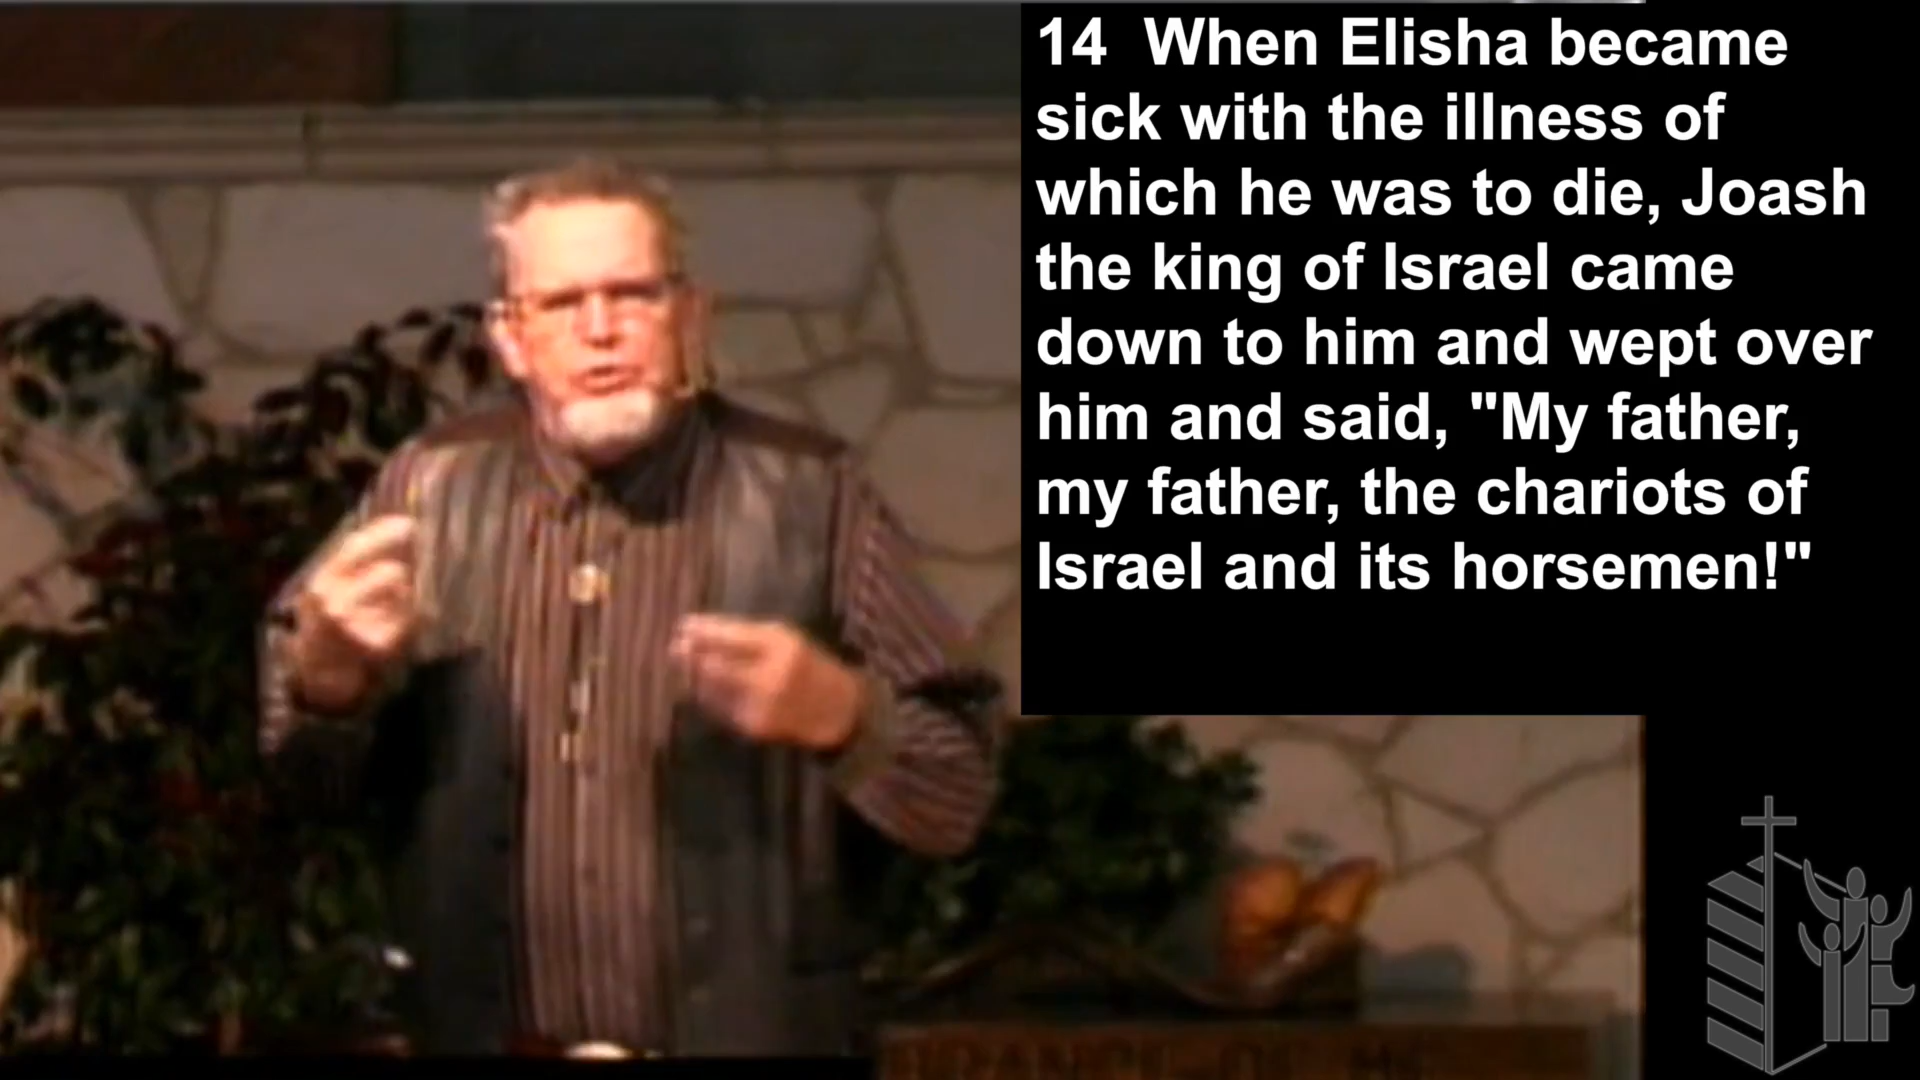 14 When Elisha became
sick with the illness of
which he was to die, Joash
the king of Israel came
down to him and wept over
him and said, "My father,
my father, the chariots of
Israel and its horsemen!"